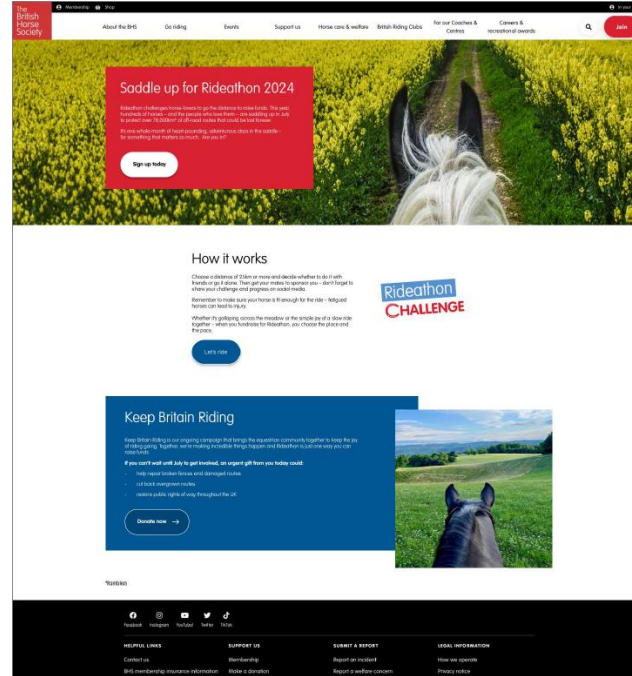 The
British
Horse
Society
Membership Shop
About the BHS Go riding Events Support us Horse care & welfare British Riding Clubs For our Coaches & Centres Careers & recreational awards Join
Saddle up for Rideathon 2024
Rideathon challenges horse-lovers to go the distance to raise funds. This year,
hundreds of horses – and the people who love them – are saddling up in July
to protect over 78,000km* of off-road routes that could be lost forever.
It's one whole month of heart-pounding, adventurous days in the saddle –
for something that matters so much. Are you in?
Sign up today
How it works
Choose a distance of 25km or more and decide whether to do it with
friends or go it alone. Then get your mates to sponsor you – don't forget to
share your challenge and progress on social media.
Remember to make sure your horse is fit enough for the ride – fatigued
horses can lead to injury.
Whether it's galloping across the meadow or the simple joy of a slow ride
together – when you fundraise for Rideathon, you choose the place and
the pace.
Let's ride
Rideathon
CHALLENGE
Keep Britain Riding
Keep Britain Riding is our ongoing campaign that brings the equestrian community together to keep the joy
of riding going. Together, we're making incredible things happen and Rideathon is just one way you can
raise funds.
If you can't wait until July to get involved, an urgent gift from you today could:
· help repair broken fences and damaged routes
· cut back overgrown routes
· restore public rights of way throughout the UK
Donate now →
*Ramblers
Facebook Instagram YouTube Twitter TikTok
HELPFUL LINKS SUPPORT US SUBMIT A REPORT LEGAL INFORMATION
Contact us Membership Report an incident How we operate
BHS membership insurance information Make a donation Report a welfare concern Privacy notice